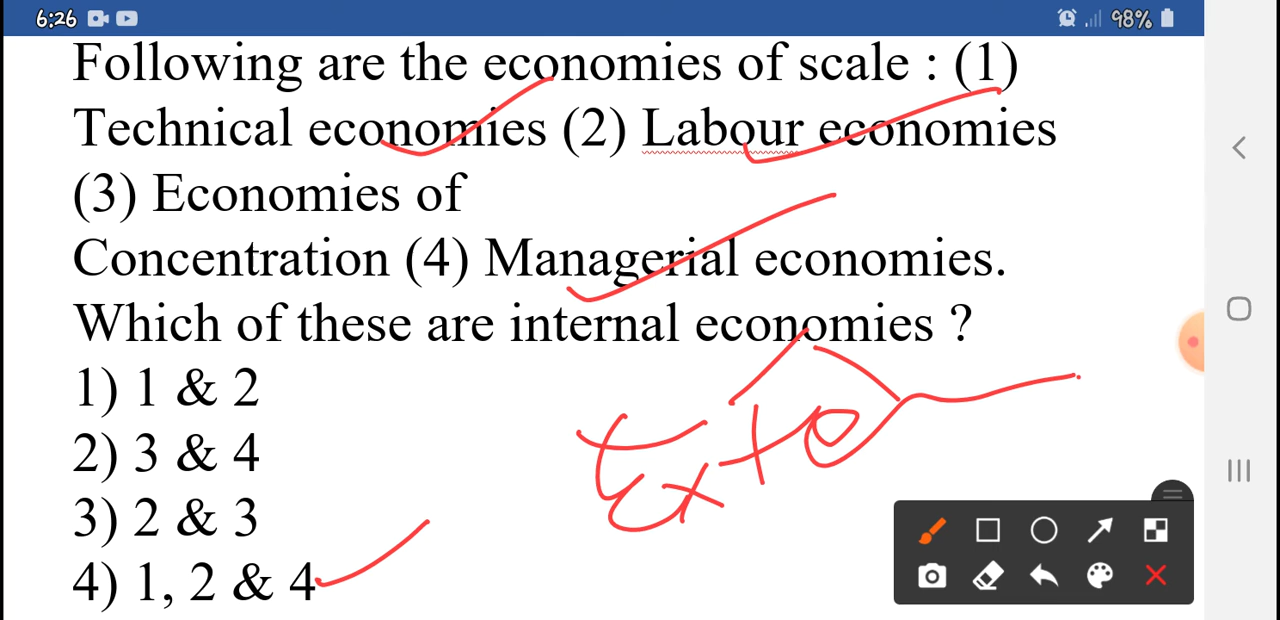 6:26 98%
Following are the economies of scale : (1)
Technical economies (2) Labour economies
(3) Economies of
Concentration (4) Managerial economies.
Which of these are internal economies ?
1) 1 & 2
2) 3 & 4
3) 2 & 3
4) 1, 2 & 4